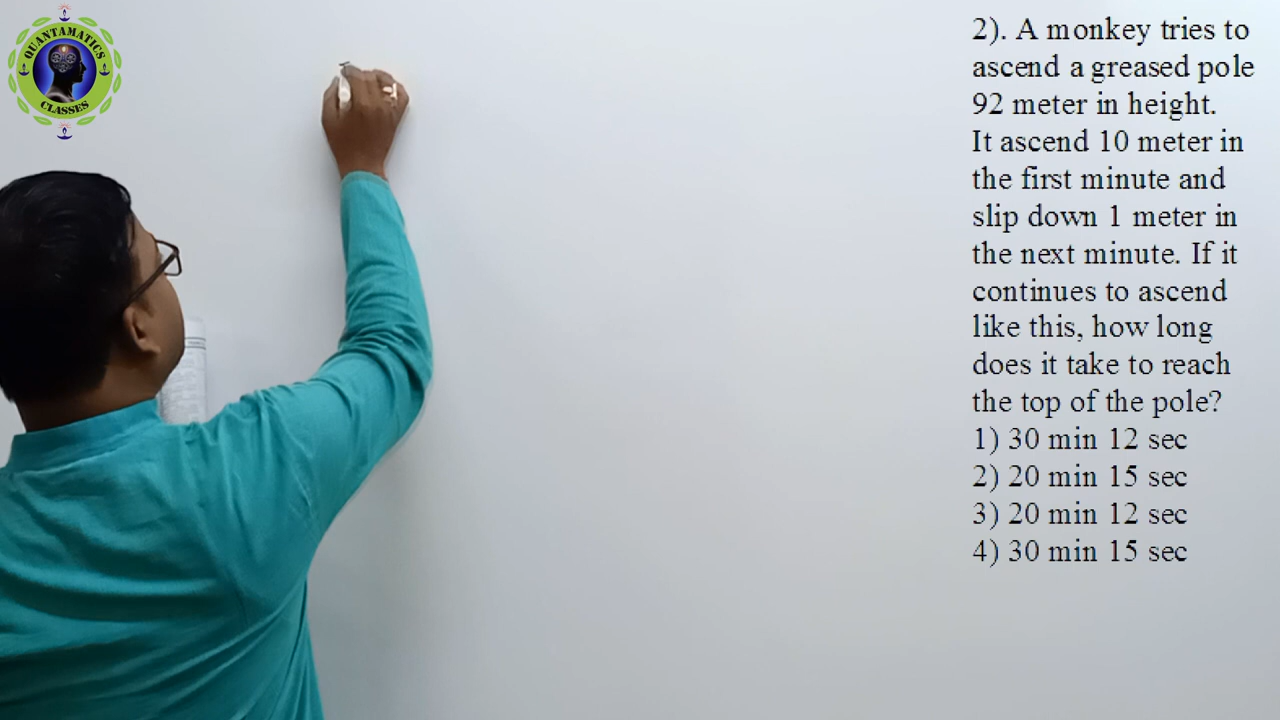 QUANTAMATICS
CLASSES
2). A monkey tries to
ascend a greased pole
92 meter in height.
It ascend 10 meter in
the first minute and
slip down 1 meter in
the next minute. If it
continues to ascend
like this, how long
does it take to reach
the top of the pole?
1) 30 min 12 sec
2) 20 min 15 sec
3) 20 min 12 sec
4) 30 min 15 sec